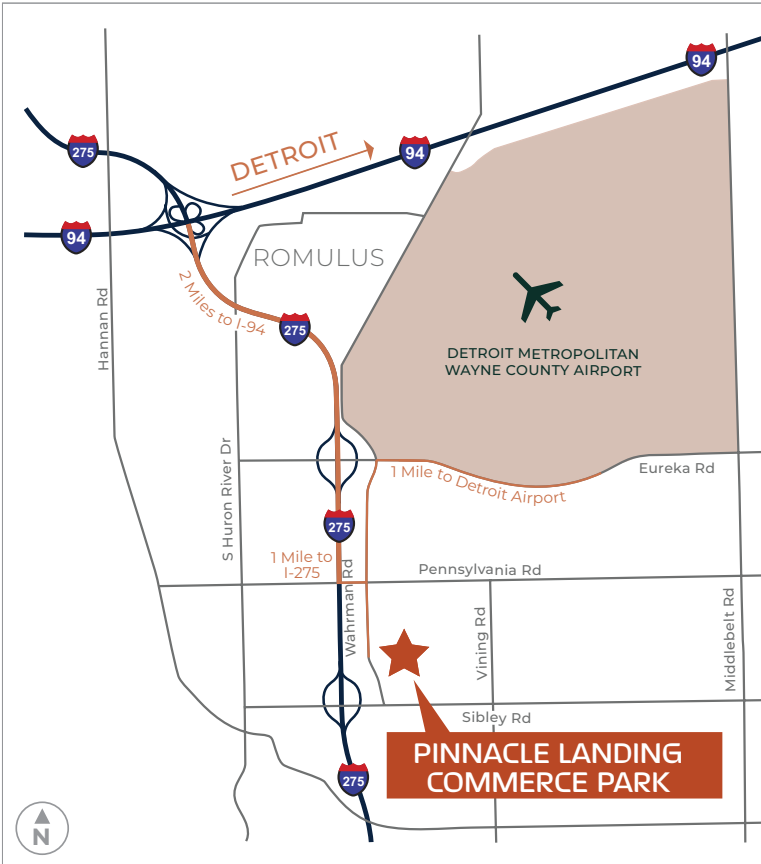 94
275
DETROIT
94
94
ROMULUS
2 Miles to I-94
275
Hannan Rd
DETROIT METROPOLITAN
WAYNE COUNTY AIRPORT
S Huron River Dr
1 Mile to Detroit Airport
Eureka Rd
275
1 Mile to
I-275
Wahrman Rd
Pennsylvania Rd
Vining Rd
Middlebelt Rd
Sibley Rd
PINNACLE LANDING
COMMERCE PARK
275
N